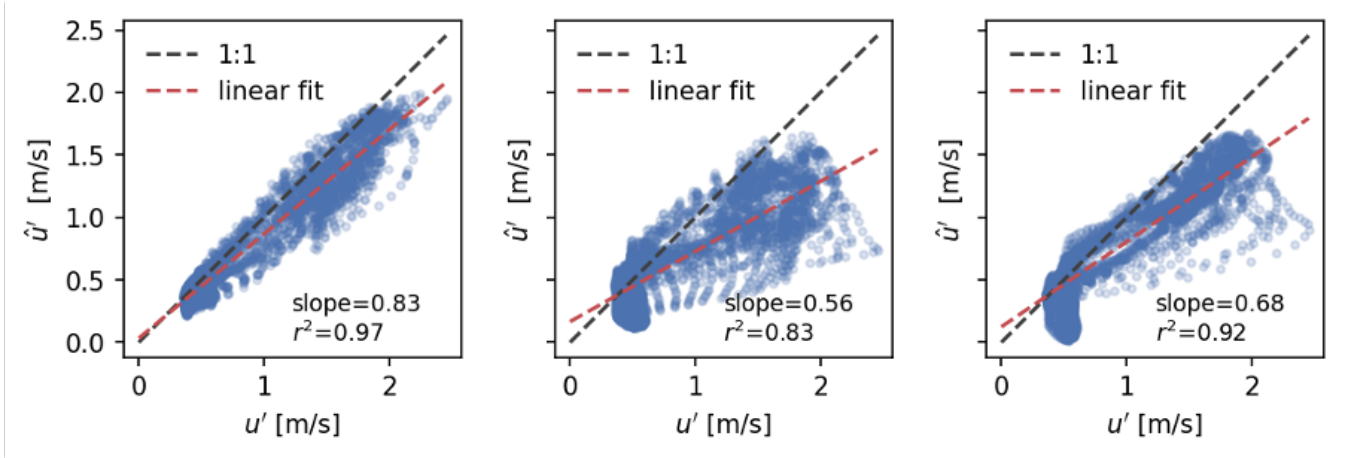 2.5
2.0
1.5
1.0
0.5
0.0
û′ [m/s]
1:1
linear fit
slope=0.83
r²=0.97
0 1 2
u′ [m/s]
û′ [m/s]
1:1
linear fit
slope=0.56
r²=0.83
0 1 2
u′ [m/s]
û′ [m/s]
1:1
linear fit
slope=0.68
r²=0.92
0 1 2
u′ [m/s]